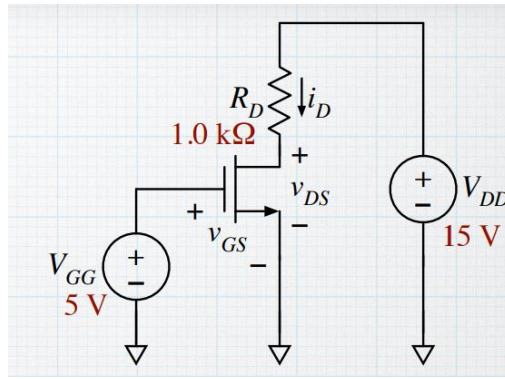 R_D
i_D
1.0 kΩ
+
v_DS
−
+
v_GS
−
V_GG
+
−
5 V
+
−
V_DD
15 V